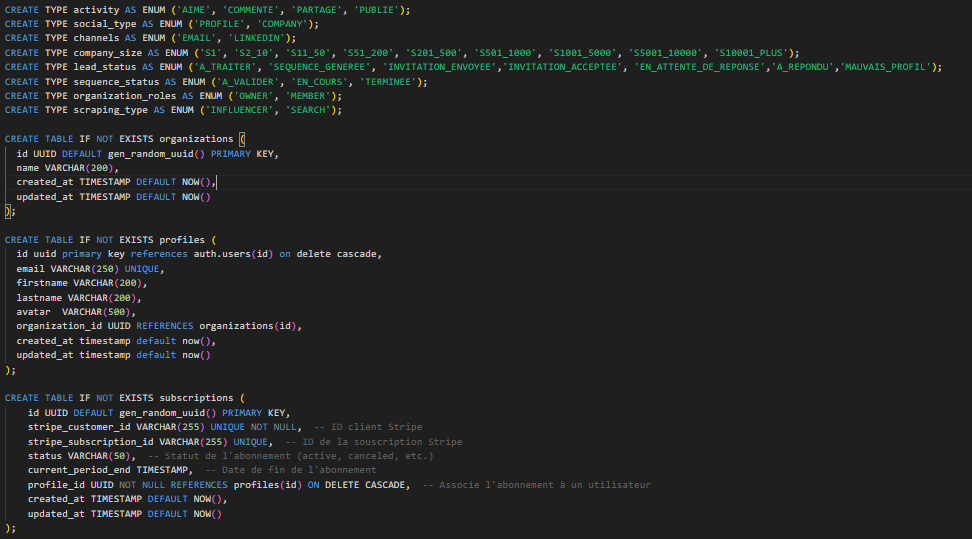 CREATE TYPE activity AS ENUM ('AIME', 'COMMENTE', 'PARTAGE', 'PUBLIE');
CREATE TYPE social_type AS ENUM ('PROFILE', 'COMPANY');
CREATE TYPE channels AS ENUM ('EMAIL', 'LINKEDIN');
CREATE TYPE company_size AS ENUM ('S1', 'S2_10', 'S11_50', 'S51_200', 'S201_500', 'S501_1000', 'S1001_5000', 'S5001_10000', 'S10001_PLUS');
CREATE TYPE lead_status AS ENUM ('A_TRAITER', 'SEQUENCE_GENEREE', 'INVITATION_ENVOYEE','INVITATION_ACCEPTEE', 'EN_ATTENTE_DE_REPONSE','A_REPONDU','MAUVAIS_PROFIL');
CREATE TYPE sequence_status AS ENUM ('A_VALIDER', 'EN_COURS', 'TERMINEE');
CREATE TYPE organization_roles AS ENUM ('OWNER', 'MEMBER');
CREATE TYPE scraping_type AS ENUM ('INFLUENCER', 'SEARCH');
CREATE TABLE IF NOT EXISTS organizations (
id UUID DEFAULT gen_random_uuid() PRIMARY KEY,
name VARCHAR(200),
created_at TIMESTAMP DEFAULT NOW(),
updated_at TIMESTAMP DEFAULT NOW()
);
CREATE TABLE IF NOT EXISTS profiles (
id uuid primary key references auth.users(id) on delete cascade,
email VARCHAR(250) UNIQUE,
firstname VARCHAR(200),
lastname VARCHAR(200),
avatar  VARCHAR(500),
organization_id UUID REFERENCES organizations(id),
created_at timestamp default now(),
updated_at timestamp default now()
);
CREATE TABLE IF NOT EXISTS subscriptions (
id UUID DEFAULT gen_random_uuid() PRIMARY KEY,
stripe_customer_id VARCHAR(255) UNIQUE NOT NULL,  -- ID client Stripe
stripe_subscription_id VARCHAR(255) UNIQUE,  -- ID de la souscription Stripe
status VARCHAR(50),  -- Statut de l'abonnement (active, canceled, etc.)
current_period_end TIMESTAMP,  -- Date de fin de l'abonnement
profile_id UUID NOT NULL REFERENCES profiles(id) ON DELETE CASCADE,  -- Associe l'abonnement à un utilisateur
created_at TIMESTAMP DEFAULT NOW(),
updated_at TIMESTAMP DEFAULT NOW()
);